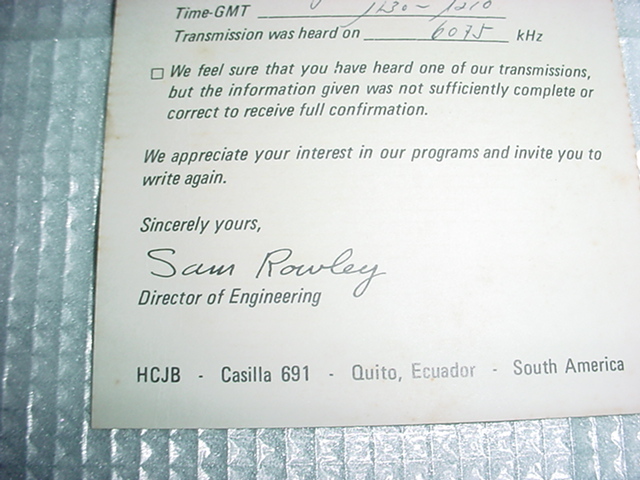 Time-GMT
Transmission was heard on 6075 kHz
We feel sure that you have heard one of our transmissions,
but the information given was not sufficiently complete or
correct to receive full confirmation.
We appreciate your interest in our programs and invite you to
write again.
Sincerely yours,
Sam Rowley
Director of Engineering
HCJB - Casilla 691 - Quito, Ecuador - South America